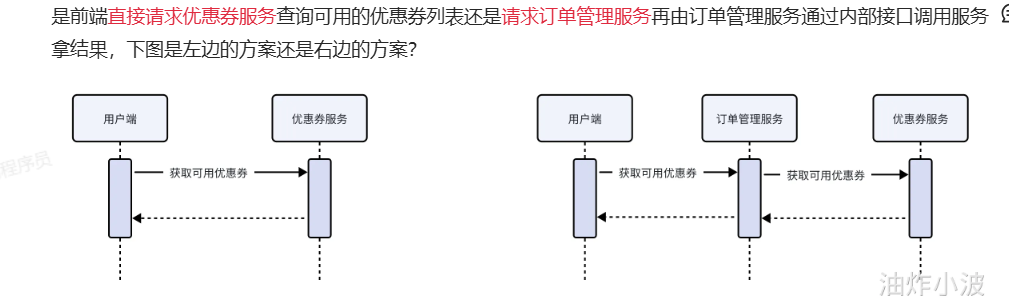 是前端直接请求优惠券服务查询可用的优惠券列表还是请求订单管理服务再由订单管理服务通过内部接口调用服务
拿结果，下图是左边的方案还是右边的方案？
用户端 优惠券服务 用户端 订单管理服务 优惠券服务
获取可用优惠券 获取可用优惠券 获取可用优惠券
程序员
油炸小波